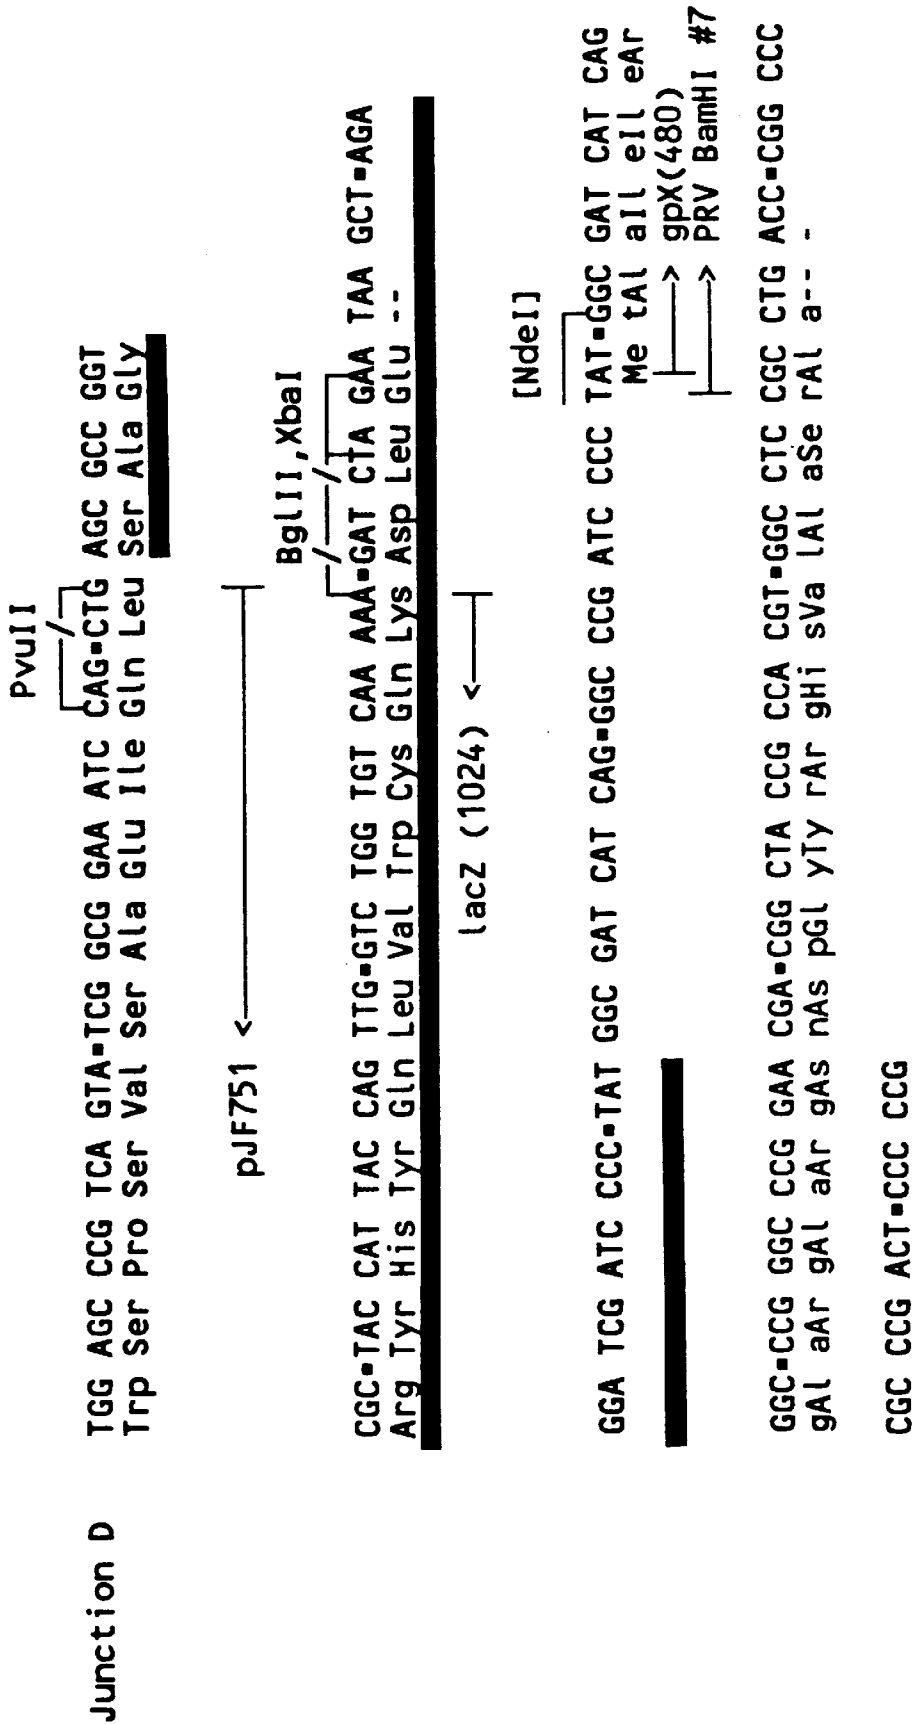 Junction D
PvuII
TGG AGC CCG TCA GTA▪TCG GCG GAA ATC CAG▪CTG AGC GCC GGT
Trp Ser Pro Ser Val Ser Ala Glu Ile Gln Leu Ser Ala Gly
pJF751 <
BglII,XbaI
CGC▪TAC CAT TAC CAG TTG▪GTC TGG TGT CAA AAA▪GAT CTA GAA TAA GCT▪AGA
Arg Tyr His Tyr Gln Leu Val Trp Cys Gln Lys Asp Leu Glu --
lacZ (1024) <
[NdeI]
GGA TCG ATC CCC▪TAT GGC GAT CAT CAG▪GGC CCG ATC CCC TAT▪GGC GAT CAT CAG
Me tAl aIl eIl eAr
> gpX(480)
> PRV BamHI #7
GGC▪CCG GGC CCG GAA CGA▪CGG CTA CCG CCA CGT▪GGC CTC CGC CTG ACC▪CGG CCC
gAl aAr gAl aAr gAs nAs pGl yTy rAr gHi sVa lAl aSe rAl a-- -
CGC CCG ACT▪CCC CCG